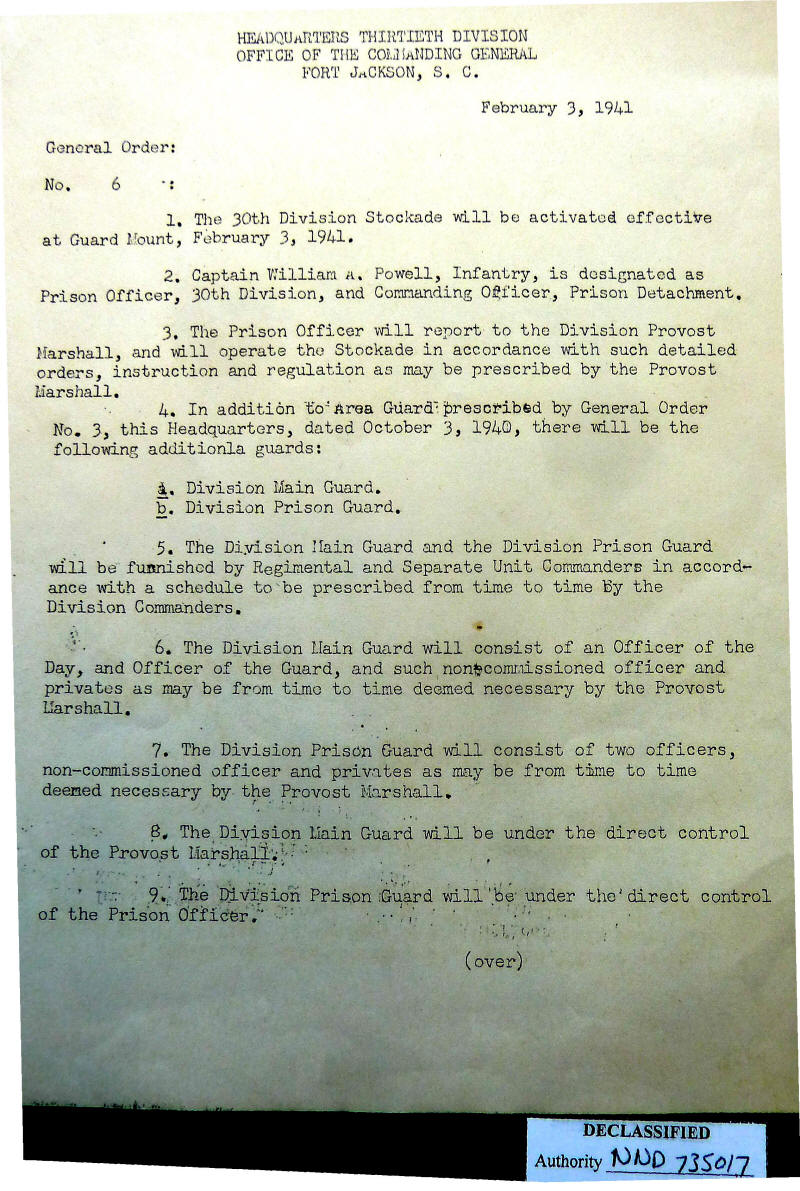 HEADQUARTERS THIRTIETH DIVISION
OFFICE OF THE COMMANDING GENERAL
FORT JACKSON, S. C.
February 3, 1941
General Order:
No. 6 :
1. The 30th Division Stockade will be activated effective
at Guard Mount, February 3, 1941.
2. Captain William A. Powell, Infantry, is designated as
Prison Officer, 30th Division, and Commanding Officer, Prison Detachment.
3. The Prison Officer will report to the Division Provost
Marshall, and will operate the Stockade in accordance with such detailed
orders, instruction and regulation as may be prescribed by the Provost
Marshall.
4. In addition to Area Guard prescribed by General Order
No. 3, this Headquarters, dated October 3, 1940, there will be the
following additionla guards:
a. Division Main Guard.
b. Division Prison Guard.
5. The Division Main Guard and the Division Prison Guard
will be furnished by Regimental and Separate Unit Commanders in accord-
ance with a schedule to be prescribed from time to time By the
Division Commanders.
6. The Division Main Guard will consist of an Officer of the
Day, and Officer of the Guard, and such non-commissioned officer and
privates as may be from time to time deemed necessary by the Provost
Marshall.
7. The Division Prison Guard will consist of two officers,
non-commissioned officer and privates as may be from time to time
deemed necessary by the Provost Marshall.
8. The Division Main Guard will be under the direct control
of the Provost Marshall.
9. The Division Prison Guard will be under the direct control
of the Prison Officer.
(over)
DECLASSIFIED
Authority NND 735017